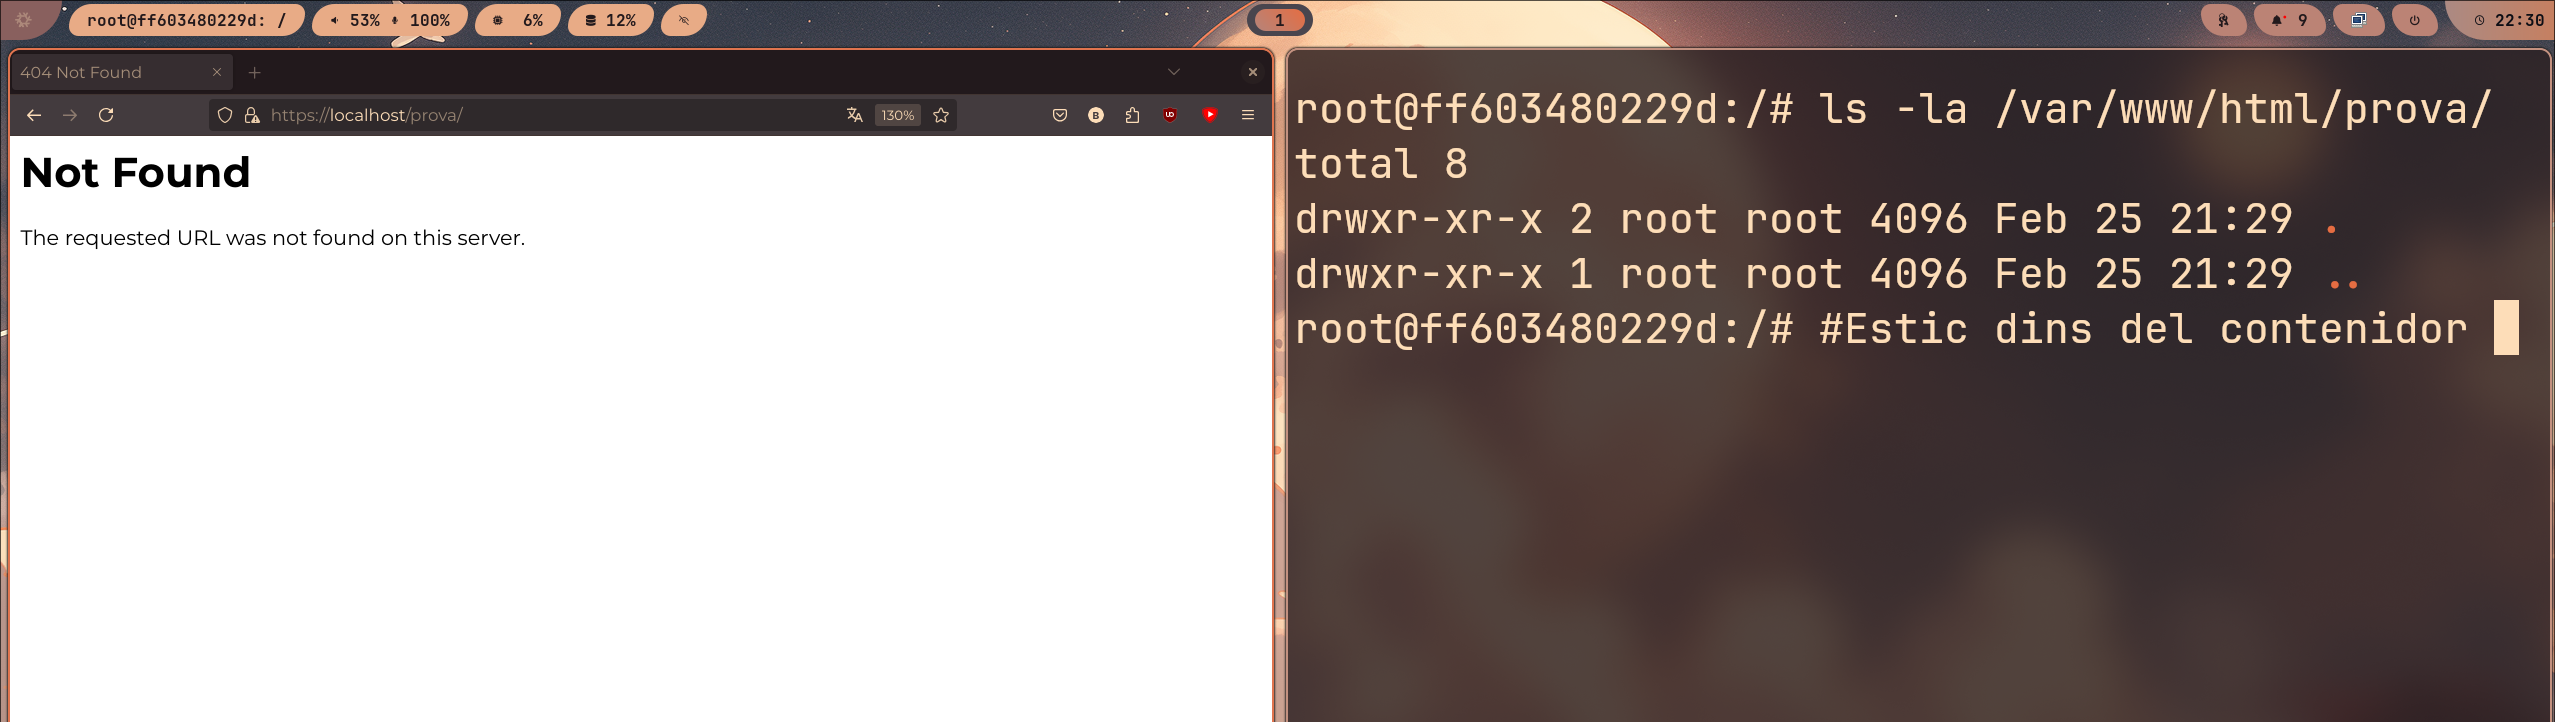 root@ff603480229d: /
53% 100%
6%
12%
1
9
22:30
404 Not Found
https://localhost/prova/
130%
Not Found
The requested URL was not found on this server.
root@ff603480229d:/# ls -la /var/www/html/prova/
total 8
drwxr-xr-x 2 root root 4096 Feb 25 21:29 .
drwxr-xr-x 1 root root 4096 Feb 25 21:29 ..
root@ff603480229d:/# #Estic dins del contenidor